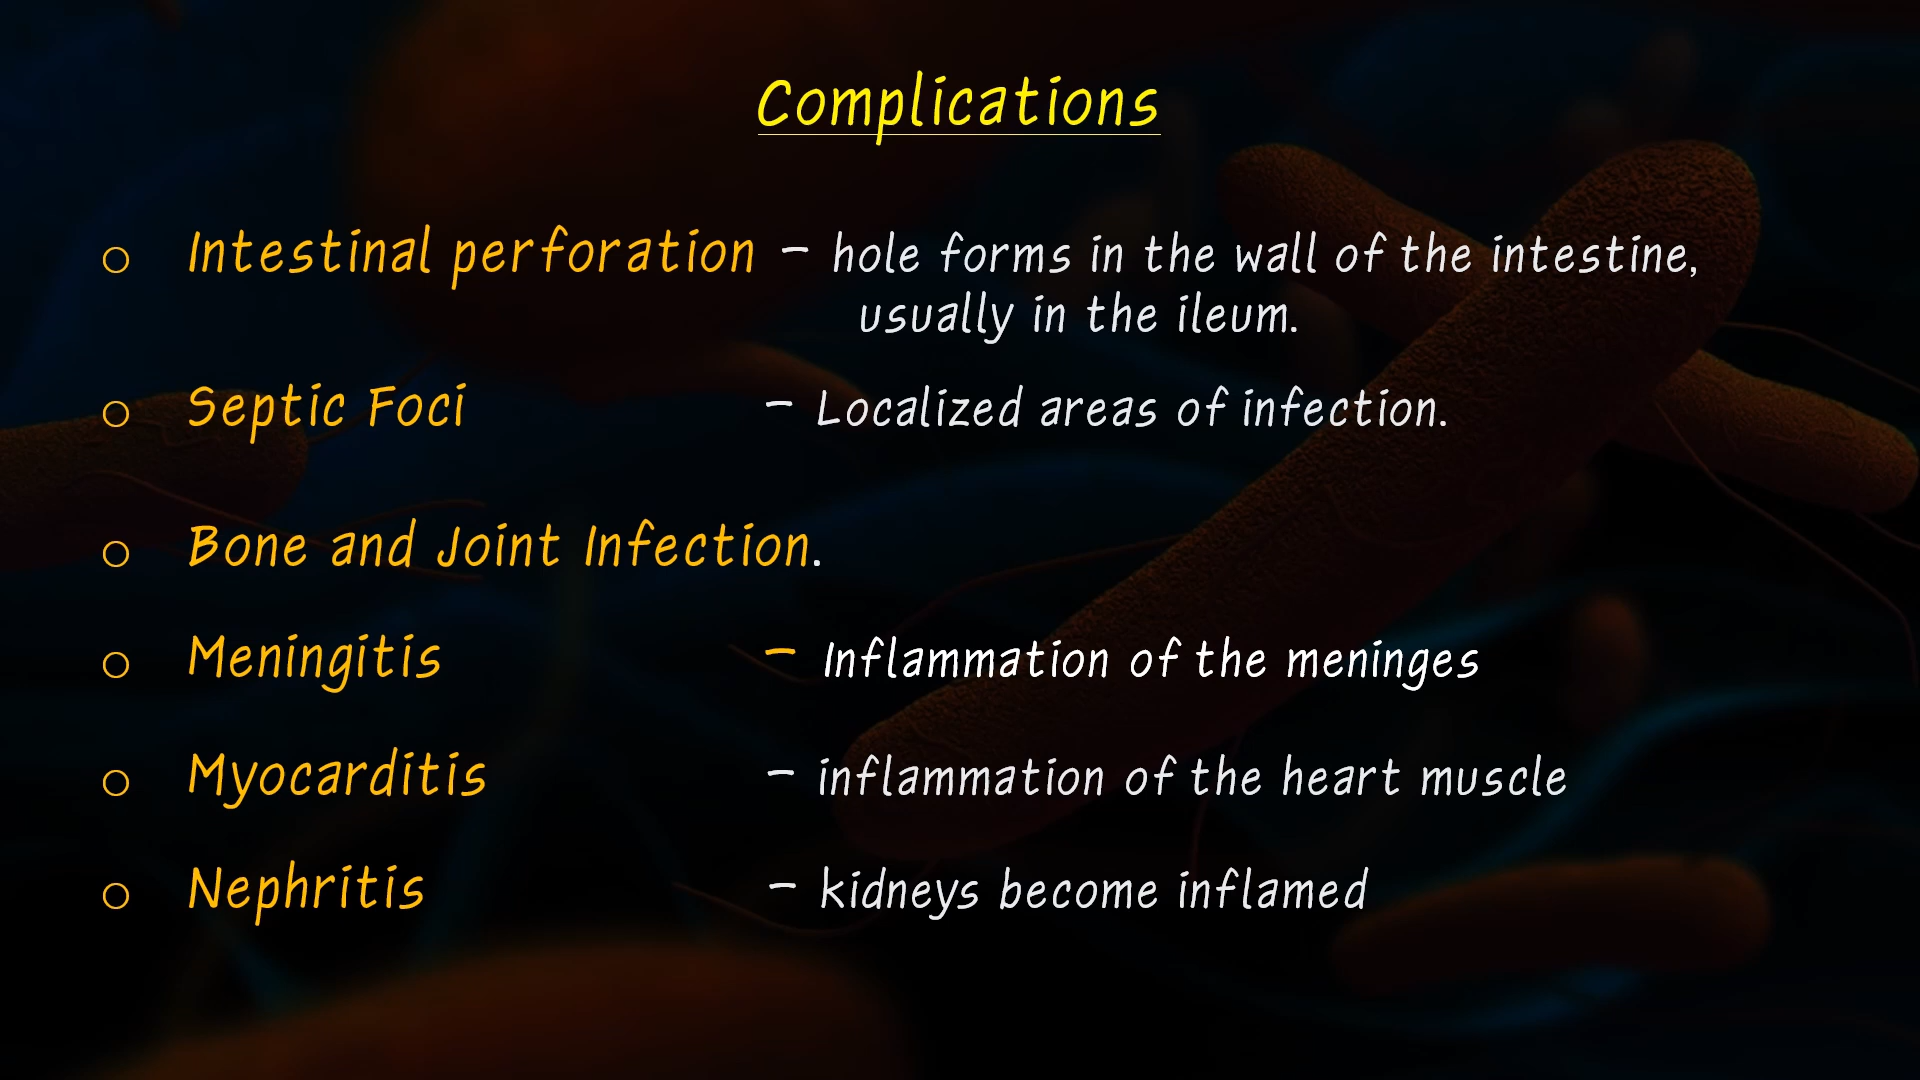 Complications
o Intestinal perforation – hole forms in the wall of the intestine,
usually in the ileum.
o Septic Foci – Localized areas of infection.
o Bone and Joint Infection.
o Meningitis – Inflammation of the meninges
o Myocarditis – inflammation of the heart muscle
o Nephritis – kidneys become inflamed